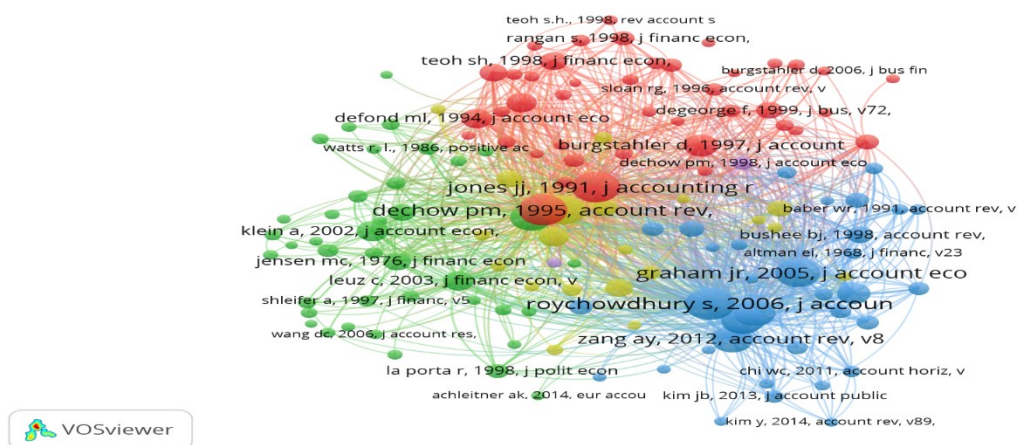 teoh s.h., 1998, rev account s
rangan s, 1998, j financ econ,
teoh sh, 1998, j financ econ,
burgstahler d, 2006, j bus fin
sloan rg, 1996, account rev, v
degeorge f, 1999, j bus, v72,
defond ml, 1994, j account eco
watts r. l., 1986, positive ac
burgstahler d, 1997, j account
dechow pm, 1998, j account eco
jones jj, 1991, j accounting r
dechow pm, 1995, account rev,
baber wr, 1991, account rev, v
klein a, 2002, j account econ,
bushee bj, 1998, account rev,
altman ei, 1968, j financ, v23
jensen mc, 1976, j financ econ
graham jr, 2005, j account eco
leuz c, 2003, j financ econ, v
shleifer a, 1997, j financ, v5
roychowdhury s, 2006, j accoun
wang dc, 2006, j account res,
zang ay, 2012, account rev, v8
la porta r, 1998, j polit econ
chi wc, 2011, account horiz, v
achleitner ak, 2014, eur accou
kim jb, 2013, j account public
kim y, 2014, account rev, v89,
VOSviewer